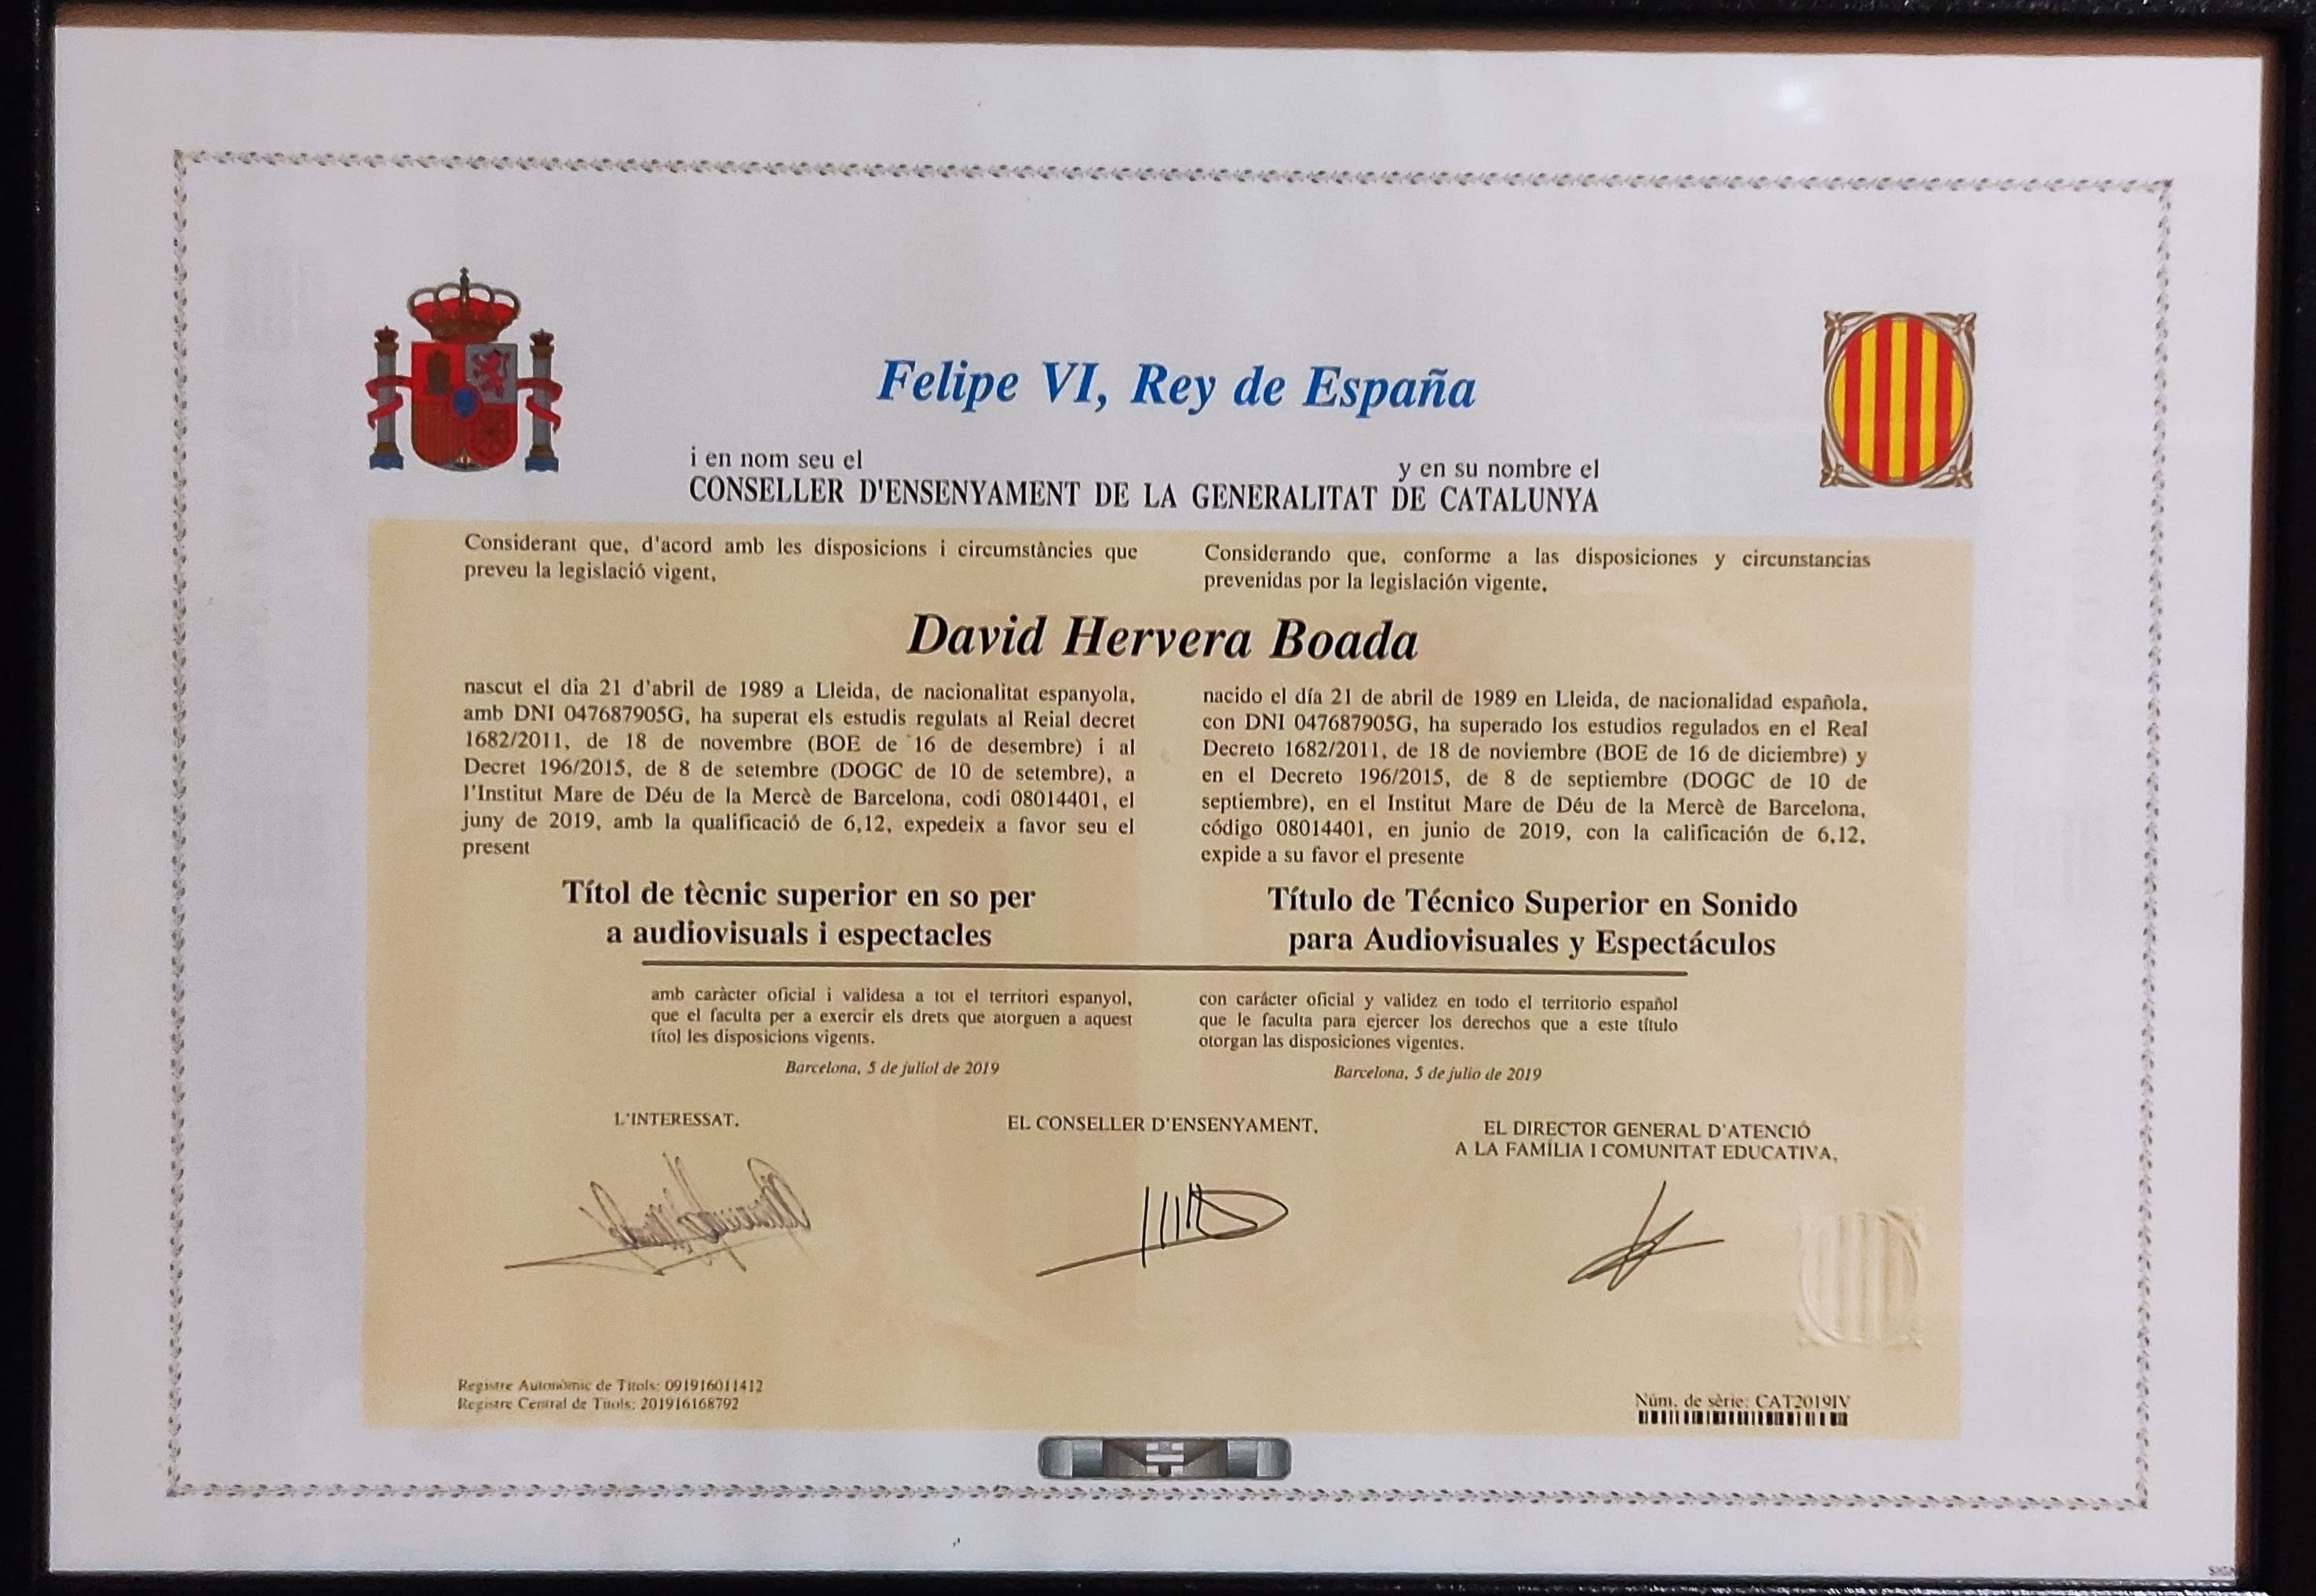 Felipe VI, Rey de España
i en nom seu el
y en su nombre el
CONSELLER D'ENSENYAMENT DE LA GENERALITAT DE CATALUNYA
Considerant que, d'acord amb les disposicions i circumstàncies que
preveu la legislació vigent,
Considerando que, conforme a las disposiciones y circunstancias
prevenidas por la legislación vigente,
David Hervera Boada
nascut el dia 21 d'abril de 1989 a Lleida, de nacionalitat espanyola,
amb DNI 047687905G, ha superat els estudis regulats al Reial decret
1682/2011, de 18 de novembre (BOE de 16 de desembre) i al
Decret 196/2015, de 8 de setembre (DOGC de 10 de setembre), a
l'Institut Mare de Déu de la Mercè de Barcelona, codi 08014401, el
juny de 2019, amb la qualificació de 6,12, expedeix a favor seu el
present
nacido el día 21 de abril de 1989 en Lleida, de nacionalidad española,
con DNI 047687905G, ha superado los estudios regulados en el Real
Decreto 1682/2011, de 18 de noviembre (BOE de 16 de diciembre) y
en el Decreto 196/2015, de 8 de septiembre (DOGC de 10 de
septiembre), en el Institut Mare de Déu de la Mercè de Barcelona,
código 08014401, en junio de 2019, con la calificación de 6,12,
expide a su favor el presente
Títol de tècnic superior en so per
a audiovisuals i espectacles
Título de Técnico Superior en Sonido
para Audiovisuales y Espectáculos
amb caràcter oficial i validesa a tot el territori espanyol,
que el faculta per a exercir els drets que atorguen a aquest
títol les disposicions vigents.
Barcelona, 5 de juliol de 2019
con carácter oficial y validez en todo el territorio español
que le faculta para ejercer los derechos que a este título
otorgan las disposiciones vigentes.
Barcelona, 5 de julio de 2019
L'INTERESSAT,
EL CONSELLER D'ENSENYAMENT,
EL DIRECTOR GENERAL D'ATENCIÓ
A LA FAMÍLIA I COMUNITAT EDUCATIVA,
Registre Autonòmic de Títols: 091916011412
Registre Central de Títols: 201916168792
Núm. de sèrie: CAT2019IV